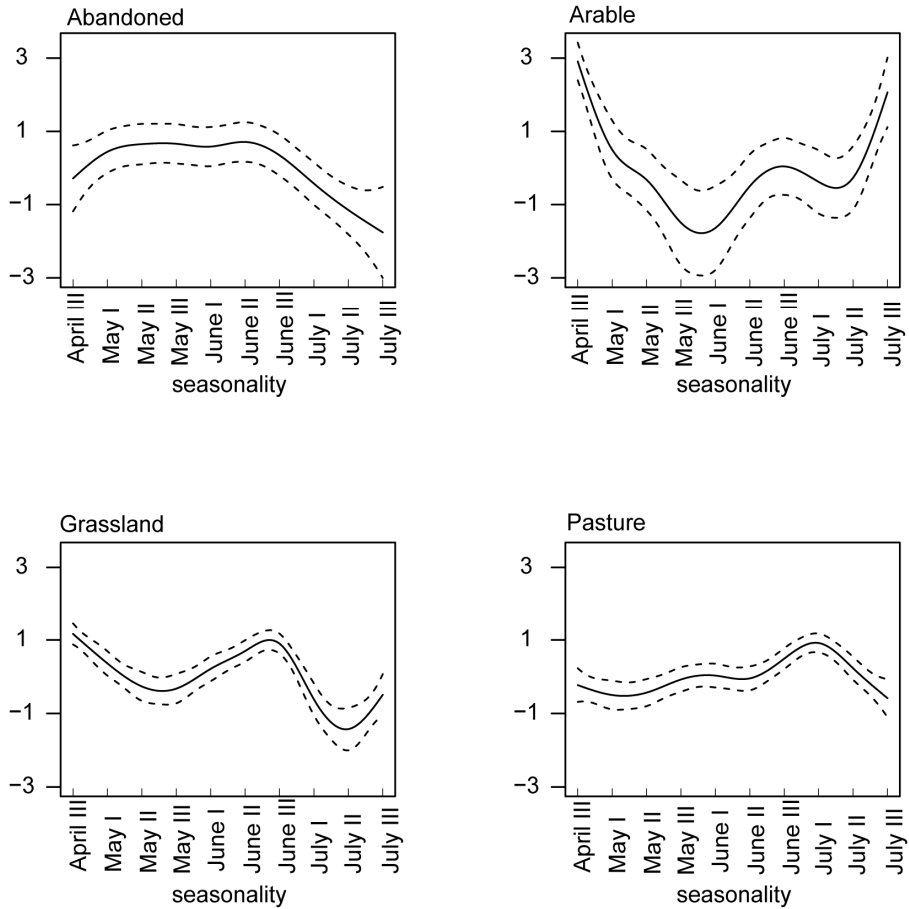 Abandoned
3
1
−1
−3
April III
May I
May II
May III
June I
June II
June III
July I
July II
July III
seasonality
Arable
3
1
−1
−3
April III
May I
May II
May III
June I
June II
June III
July I
July II
July III
seasonality
Grassland
3
1
−1
−3
April III
May I
May II
May III
June I
June II
June III
July I
July II
July III
seasonality
Pasture
3
1
−1
−3
April III
May I
May II
May III
June I
June II
June III
July I
July II
July III
seasonality